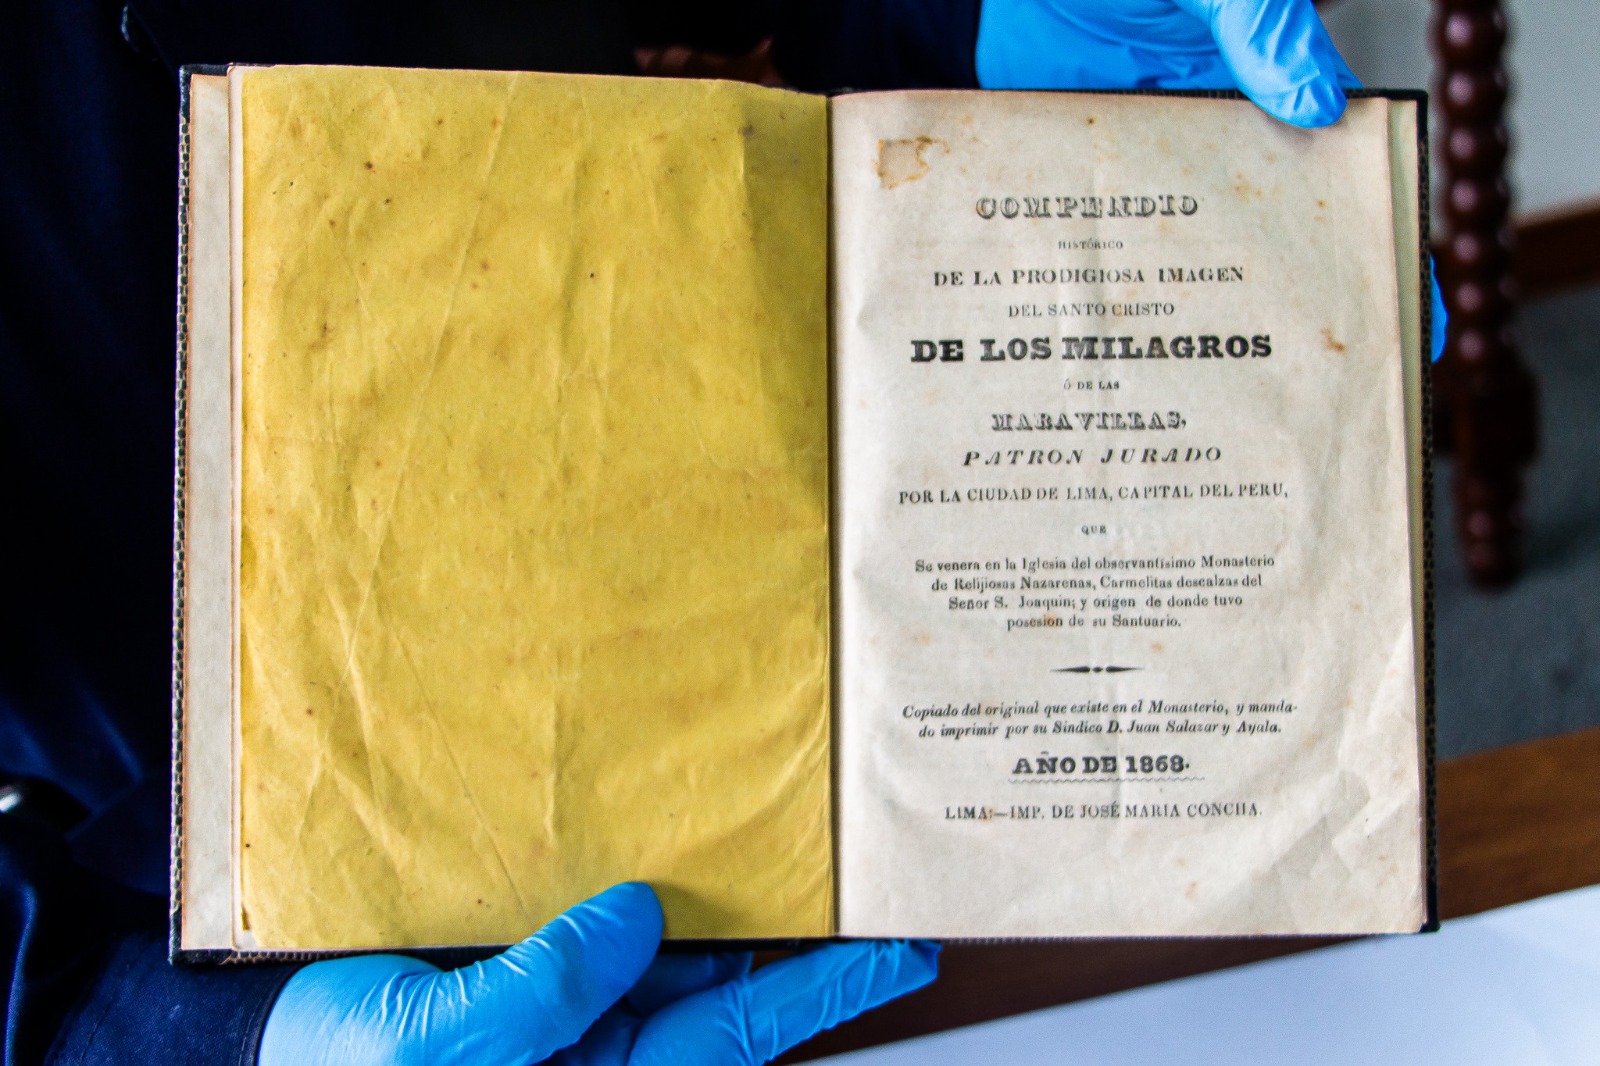 COMPENDIO
HISTÓRICO
DE LA PRODIGIOSA IMAGEN
DEL SANTO CRISTO
DE LOS MILAGROS
Ó DE LAS
MARAVILLAS,
PATRON JURADO
POR LA CIUDAD DE LIMA, CAPITAL DEL PERU,
QUE
Se venera en la Iglesia del observantísimo Monasterio
de Relijiosas Nazarenas, Carmelitas descalzas del
Señor S. Joaquin; y origen de donde tuvo
posesion de su Santuario.
Copiado del original que existe en el Monasterio, y manda-
do imprimir por su Síndico D. Juan Salazar y Ayala.
AÑO DE 1868.
LIMA:—IMP. DE JOSÉ MARIA CONCHA.